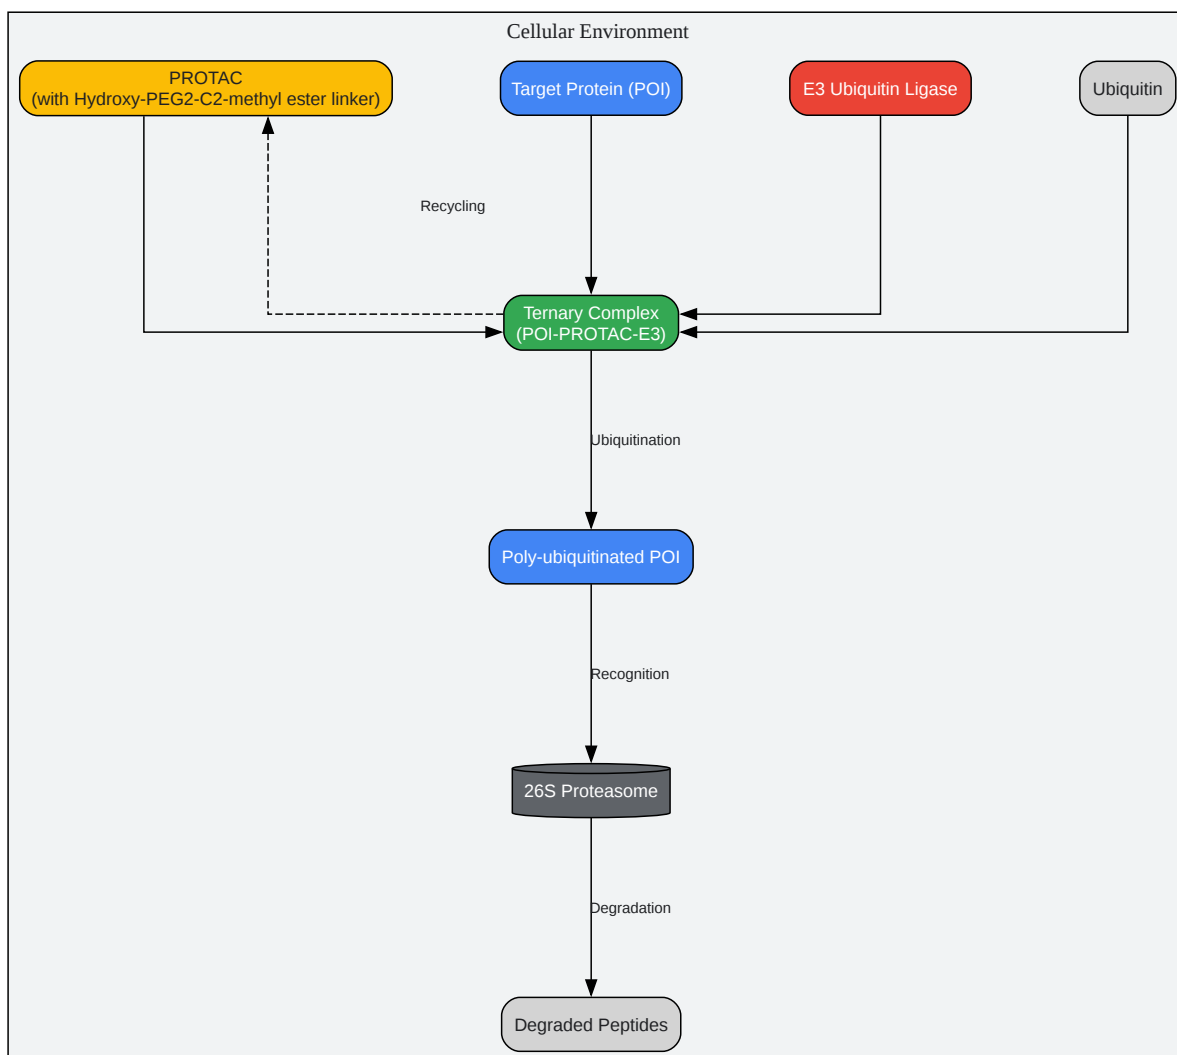 Cellular Environment
PROTAC
(with Hydroxy-PEG2-C2-methyl ester linker)
Target Protein (POI)
E3 Ubiquitin Ligase
Ubiquitin
Recycling
Ternary Complex
(POI-PROTAC-E3)
Ubiquitination
Poly-ubiquitinated POI
Recognition
26S Proteasome
Degradation
Degraded Peptides